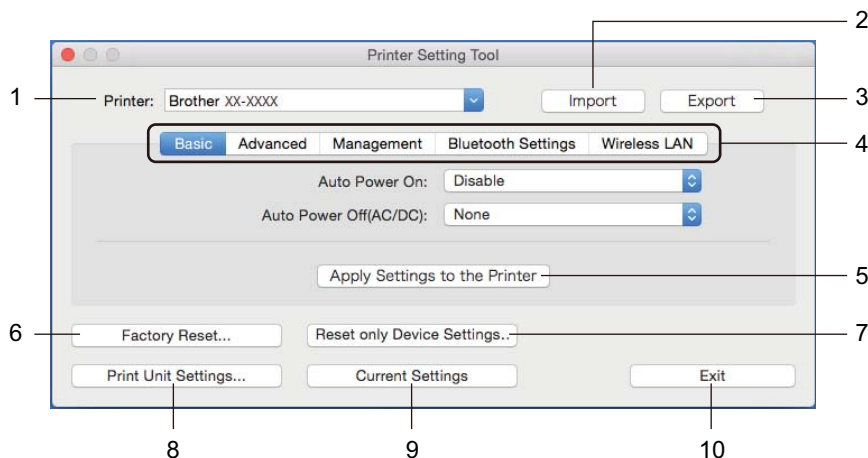 2
Printer Setting Tool
1 Printer: Brother XX-XXXX Import Export 3
Basic Advanced Management Bluetooth Settings Wireless LAN 4
Auto Power On: Disable
Auto Power Off(AC/DC): None
Apply Settings to the Printer 5
6 Factory Reset... Reset only Device Settings.. 7
Print Unit Settings... Current Settings Exit
8 9 10